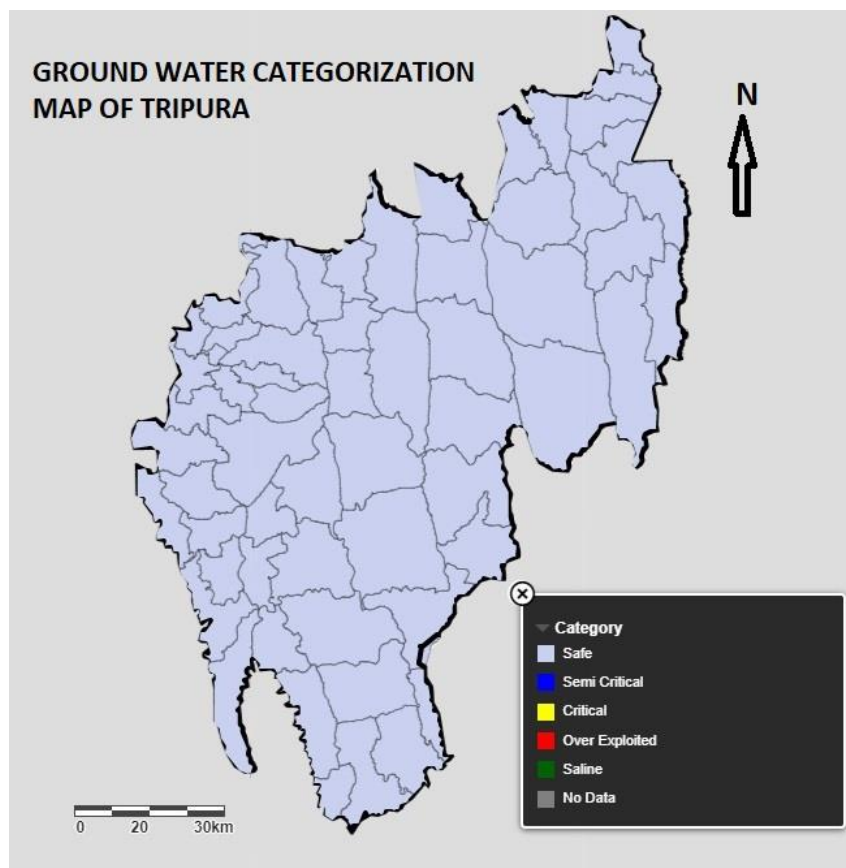 GROUND WATER CATEGORIZATION
MAP OF TRIPURA
N
Category
Safe
Semi Critical
Critical
Over Exploited
Saline
No Data
0 20 30km